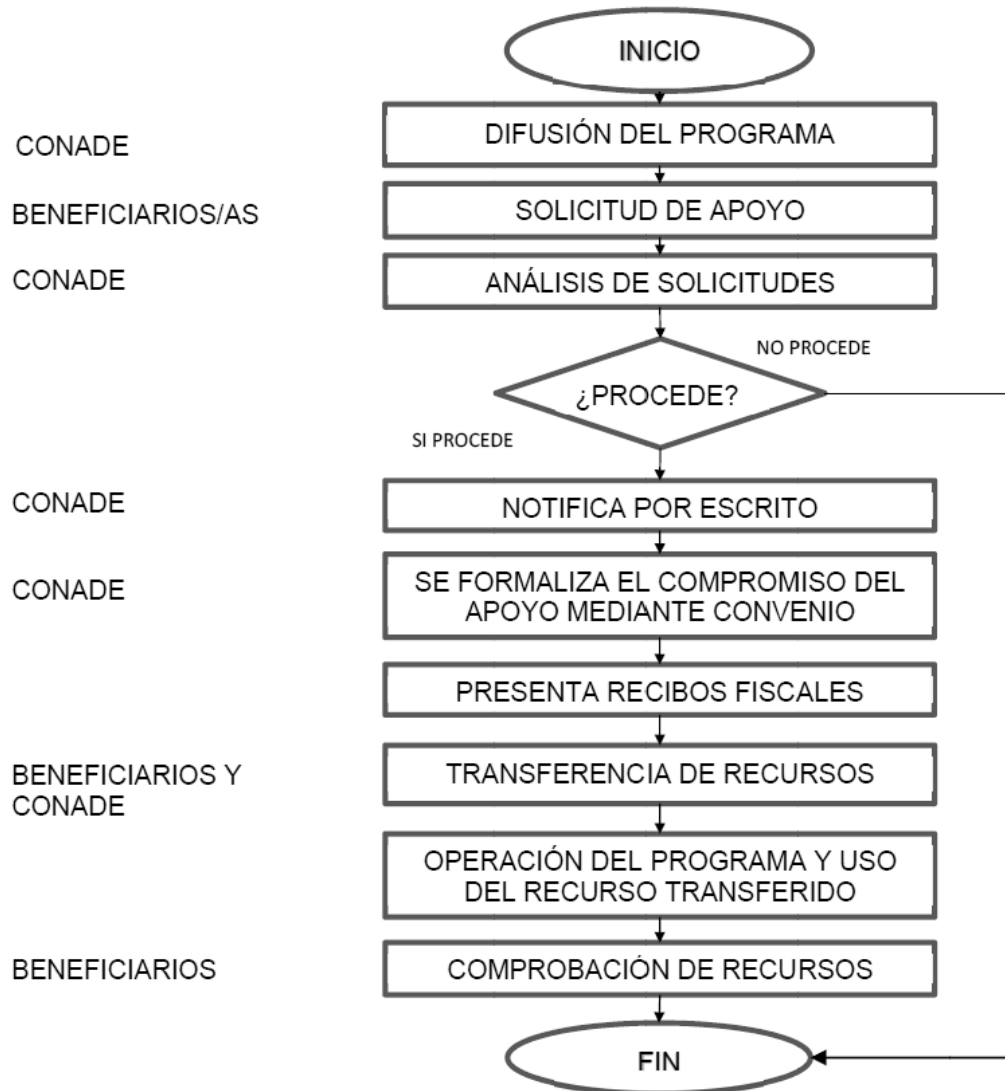 INICIO
CONADE
DIFUSIÓN DEL PROGRAMA
BENEFICIARIOS/AS
SOLICITUD DE APOYO
CONADE
ANÁLISIS DE SOLICITUDES
NO PROCEDE
¿PROCEDE?
SI PROCEDE
CONADE
NOTIFICA POR ESCRITO
CONADE
SE FORMALIZA EL COMPROMISO DEL
APOYO MEDIANTE CONVENIO
PRESENTA RECIBOS FISCALES
BENEFICIARIOS Y
CONADE
TRANSFERENCIA DE RECURSOS
OPERACIÓN DEL PROGRAMA Y USO
DEL RECURSO TRANSFERIDO
BENEFICIARIOS
COMPROBACIÓN DE RECURSOS
FIN